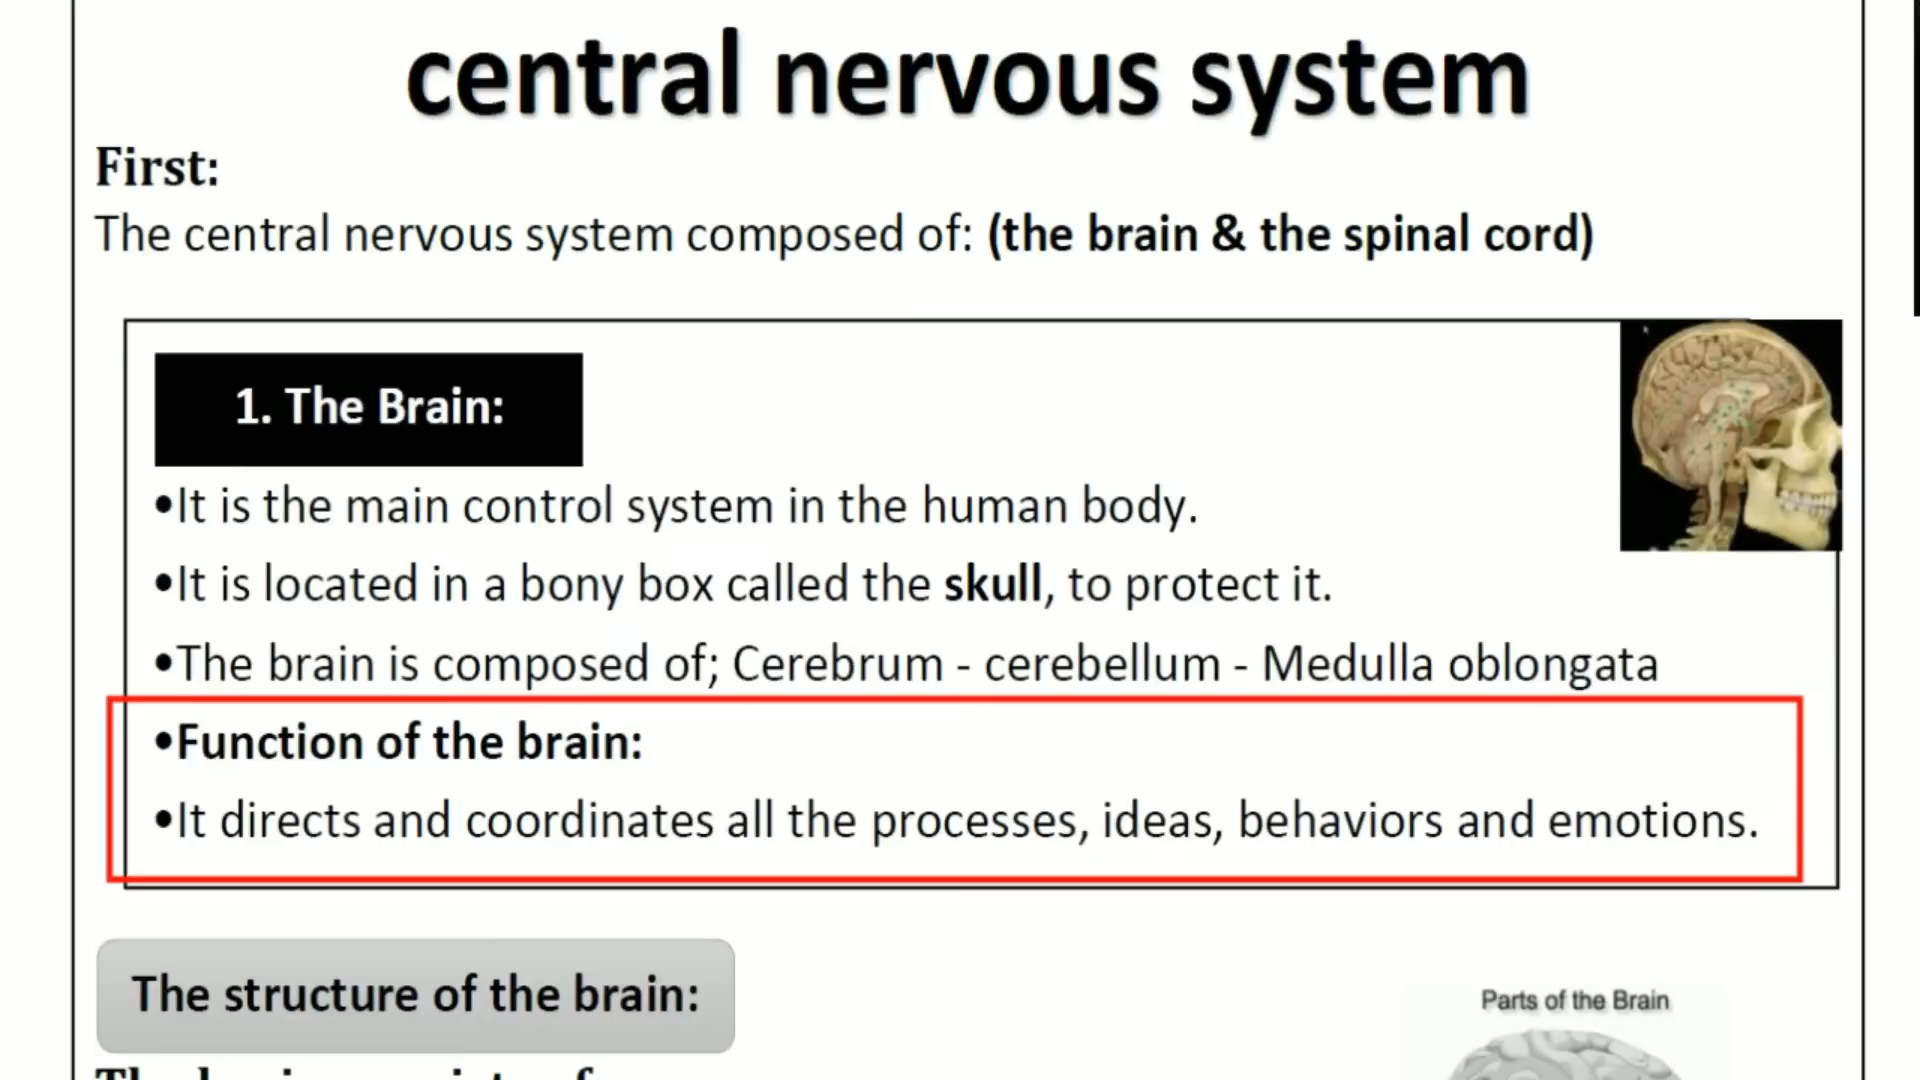 central nervous system
First:
The central nervous system composed of: (the brain & the spinal cord)
1. The Brain:
•It is the main control system in the human body.
•It is located in a bony box called the skull, to protect it.
•The brain is composed of; Cerebrum - cerebellum - Medulla oblongata
•Function of the brain:
•It directs and coordinates all the processes, ideas, behaviors and emotions.
The structure of the brain:
Parts of the Brain